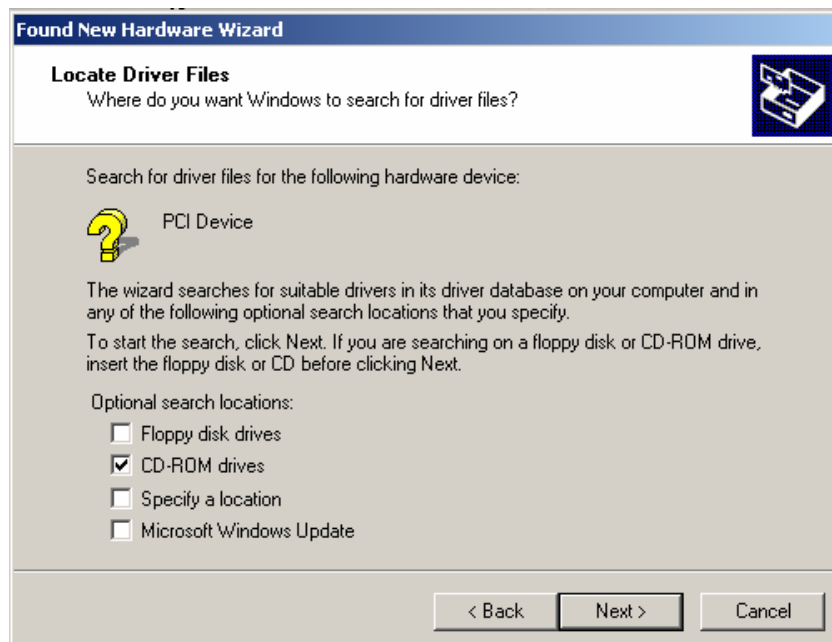 Found New Hardware Wizard
Locate Driver Files
Where do you want Windows to search for driver files?
Search for driver files for the following hardware device:
PCI Device
The wizard searches for suitable drivers in its driver database on your computer and in
any of the following optional search locations that you specify.
To start the search, click Next. If you are searching on a floppy disk or CD-ROM drive,
insert the floppy disk or CD before clicking Next.
Optional search locations:
Floppy disk drives
CD-ROM drives
Specify a location
Microsoft Windows Update
< Back Next > Cancel